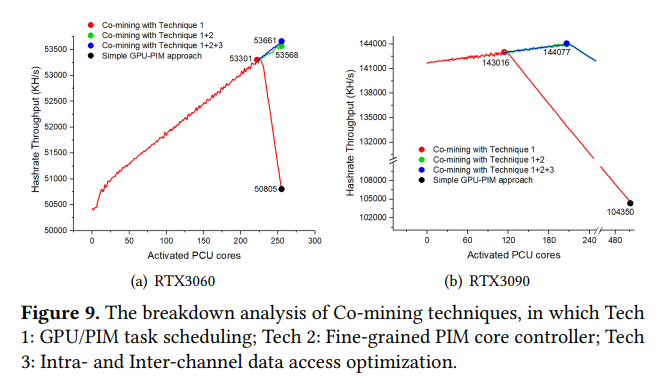 Co-mining with Technique 1
Co-mining with Technique 1+2
Co-mining with Technique 1+2+3
Simple GPU-PIM approach
53661
53568
53301
50805
53500
53000
52500
52000
51500
51000
50500
50000
0
50
100
150
200
250
300
Hashrate Throughput (KH/s)
Activated PCU cores
(a) RTX3060
144000
141000
138000
135000
132000
108000
105000
102000
143016
144077
Co-mining with Technique 1
Co-mining with Technique 1+2
Co-mining with Technique 1+2+3
Simple GPU-PIM approach
104350
0
60
120
180
240
480
Hashrate Throughput (KH/s)
Activated PCU cores
(b) RTX3090
Figure 9. The breakdown analysis of Co-mining techniques, in which Tech
1: GPU/PIM task scheduling; Tech 2: Fine-grained PIM core controller; Tech
3: Intra- and Inter-channel data access optimization.